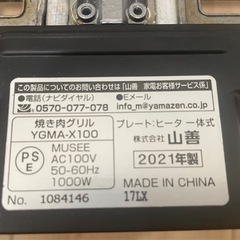 この製品についてのお問い合わせは「山善 家電お客様サービス係」
●電話(ナビダイヤル)
0570-077-078
●Eメール
info_m@yamazen.co.jp
焼き肉グリル
YGMA-X100
PS
E
MUSEE
AC100V
50-60Hz
1000W
プレート:ヒーター一体式
株式会社 山善
2021年製
MADE IN CHINA
No. 1084146
17LX